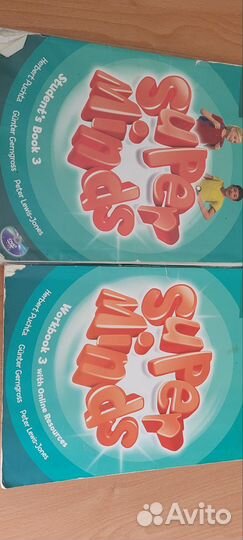 SUPER
MINDS
Student's Book 3
Herbert Puchta
Günter Gerngross
Peter Lewis-Jones
SUPER
MINDS
Workbook 3 with Online Resources
Herbert Puchta
Günter Gerngross
Peter Lewis-Jones
Avito